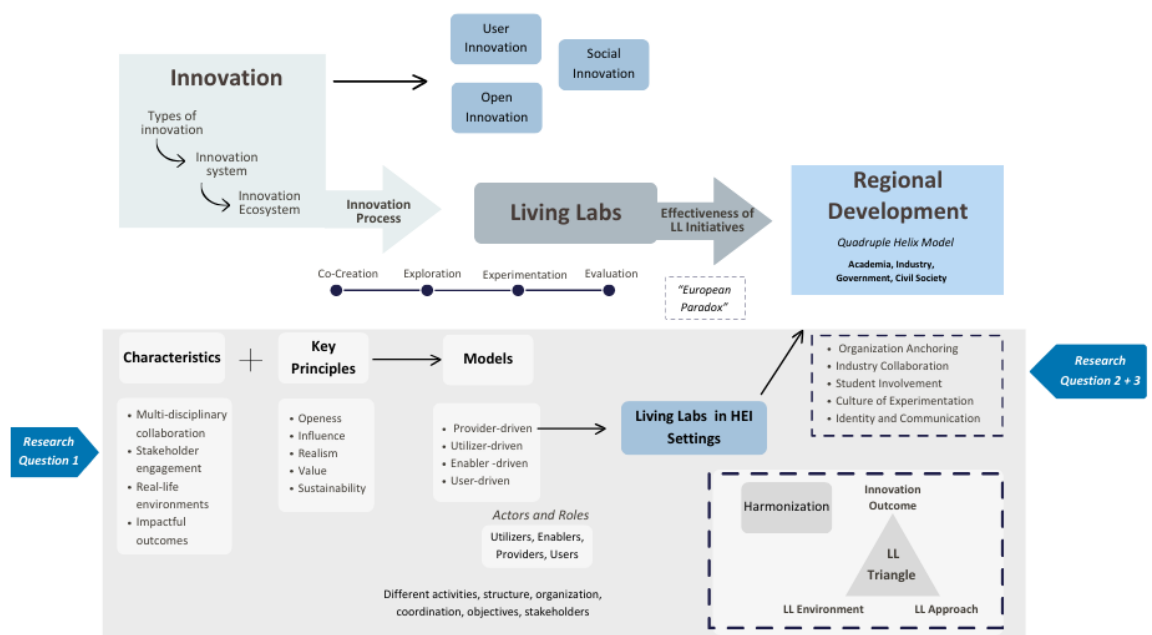 Innovation
Types of
innovation
Innovation
system
Innovation
Ecosystem
User
Innovation
Social
Innovation
Open
Innovation
Innovation
Process
Living Labs
Effectiveness of
LL Initiatives
Regional
Development
Quadruple Helix Model
Academia, Industry,
Government, Civil Society
Co-Creation
Exploration
Experimentation
Evaluation
"European
Paradox"
Characteristics
Key
Principles
Models
• Multi-disciplinary
collaboration
• Stakeholder
engagement
• Real-life
environments
• Impactful
outcomes
• Openess
• Influence
• Realism
• Value
• Sustainability
• Provider-driven
• Utilizer-driven
• Enabler -driven
• User-driven
Actors and Roles
Utilizers, Enablers,
Providers, Users
Different activities, structure, organization,
coordination, objectives, stakeholders
Living Labs in HEI
Settings
• Organization Anchoring
• Industry Collaboration
• Student Involvement
• Culture of Experimentation
• Identity and Communication
Research
Question 1
Research
Question 2 + 3
Harmonization
Innovation
Outcome
LL
Triangle
LL Environment
LL Approach